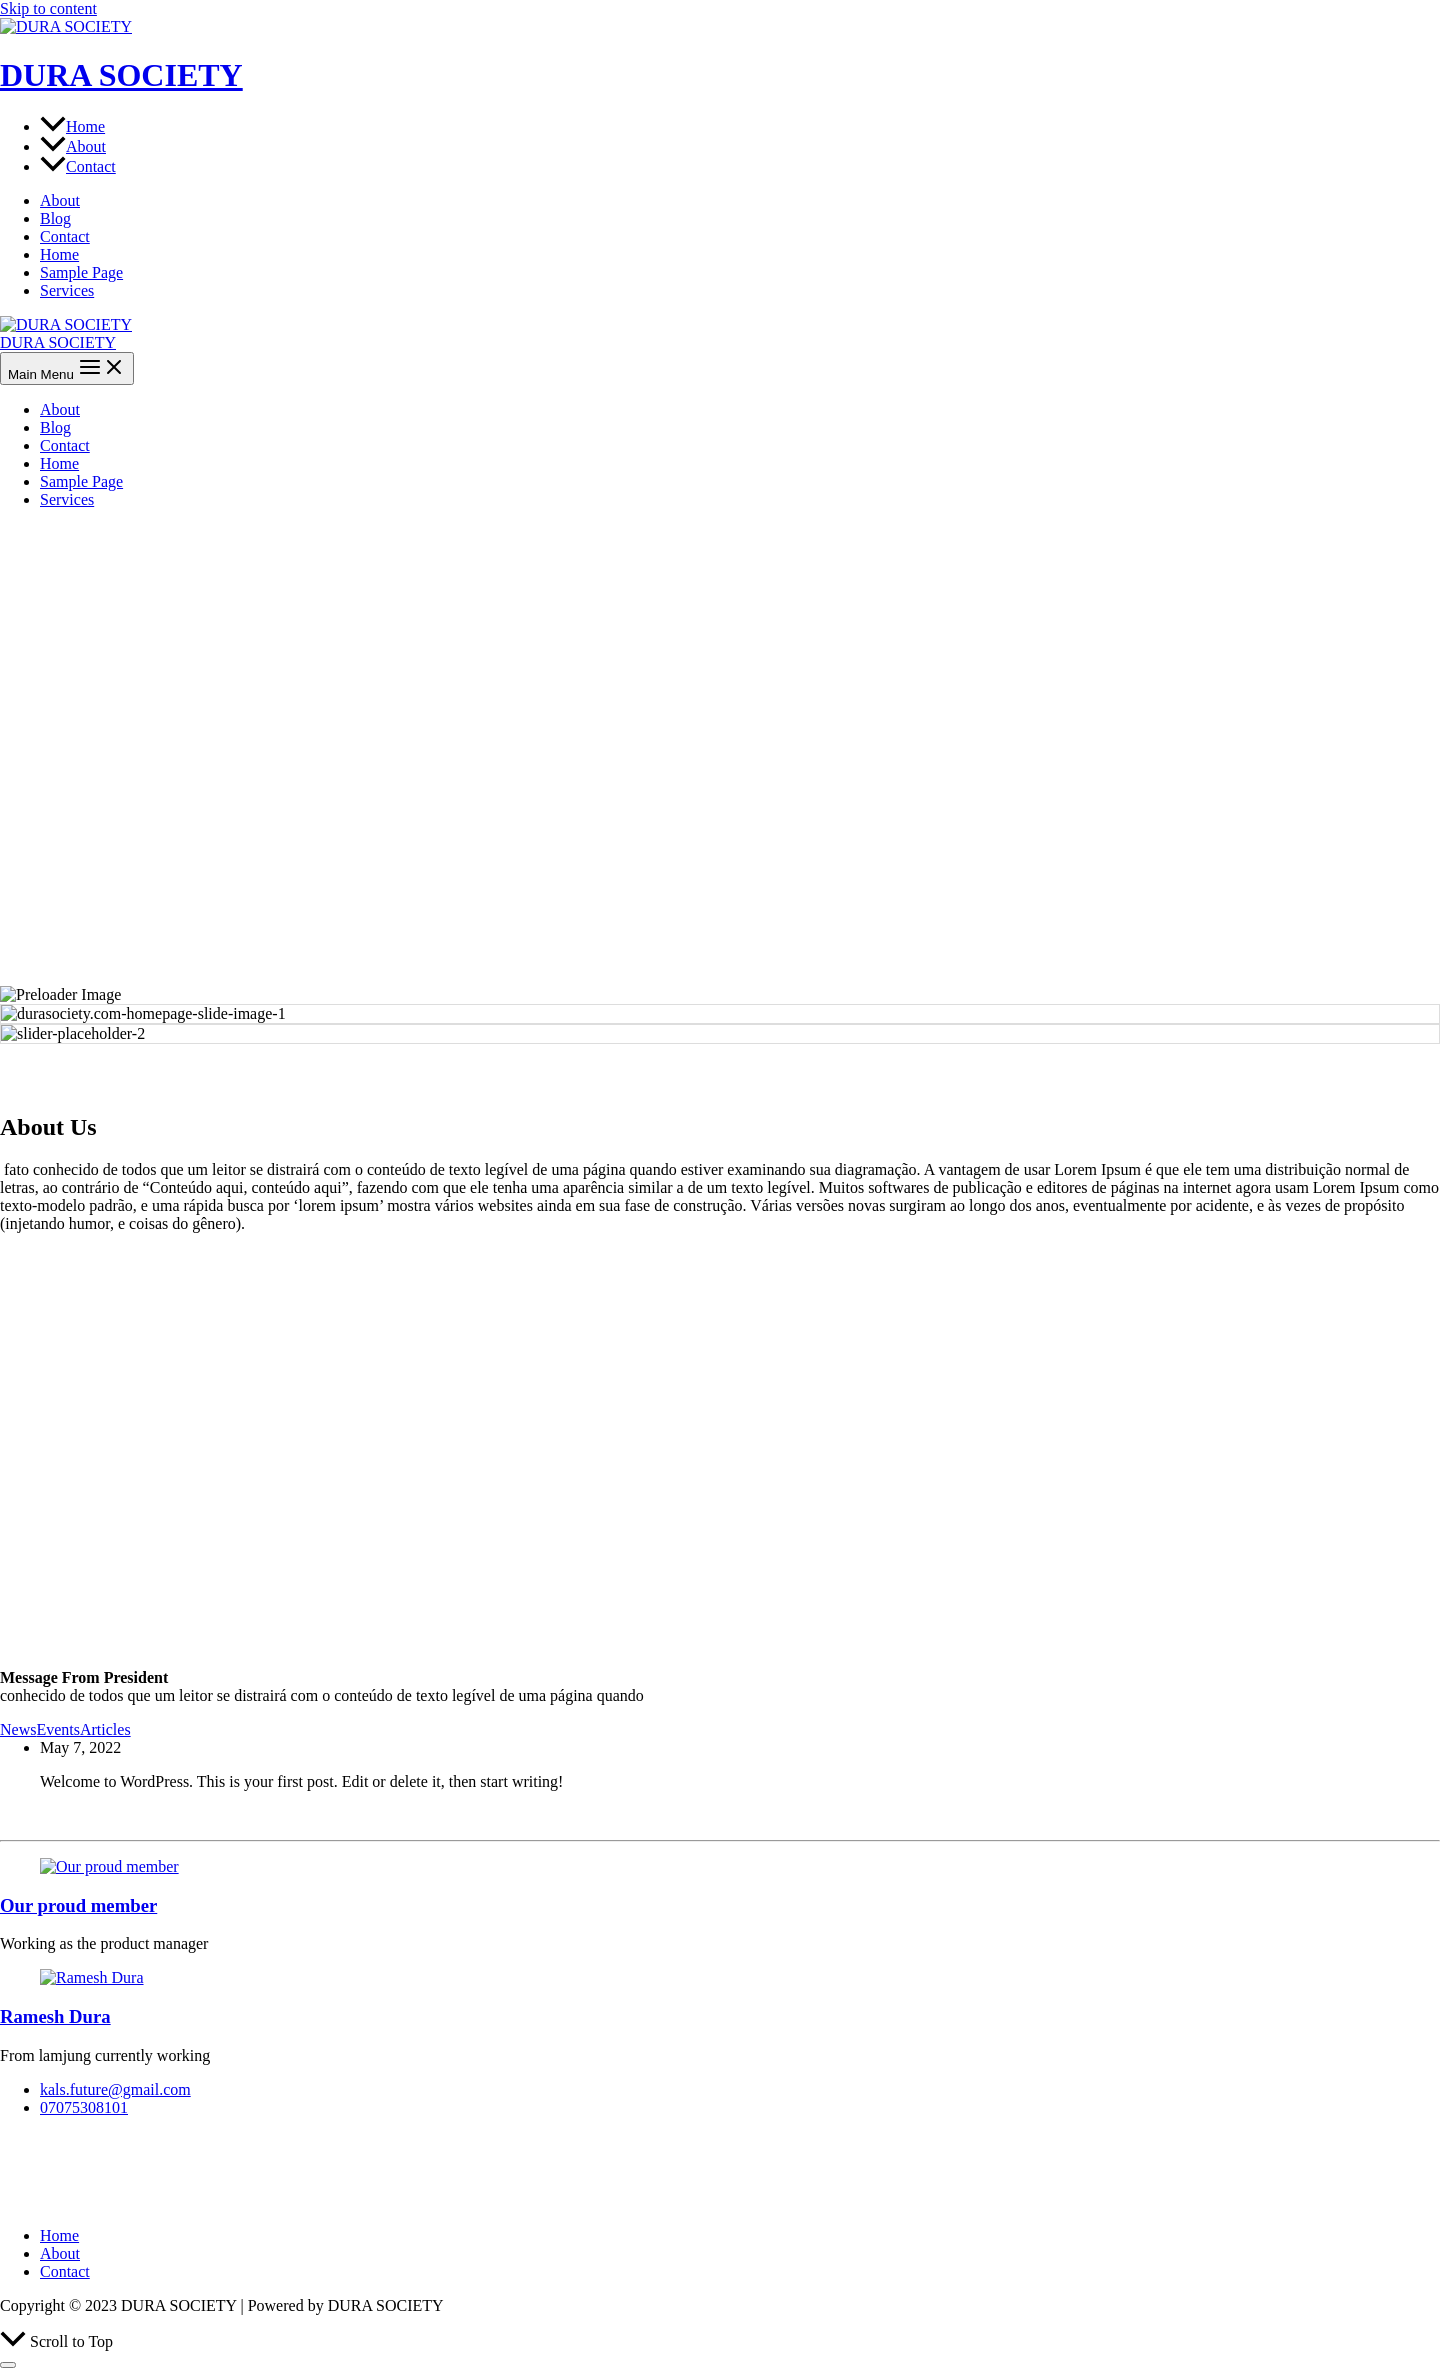 Skip to content
DURA SOCIETY
DURA SOCIETY
Home
About
Contact
About
Blog
Contact
Home
Sample Page
Services
DURA SOCIETY
DURA SOCIETY
Main Menu
About
Blog
Contact
Home
Sample Page
Services
Preloader Image
durasociety.com-homepage-slide-image-1
slider-placeholder-2
About Us
fato conhecido de todos que um leitor se distrairá com o conteúdo de texto legível de uma página quando estiver examinando sua diagramação. A vantagem de usar Lorem Ipsum é que ele tem uma distribuição normal de
letras, ao contrário de “Conteúdo aqui, conteúdo aqui”, fazendo com que ele tenha uma aparência similar a de um texto legível. Muitos softwares de publicação e editores de páginas na internet agora usam Lorem Ipsum como
texto-modelo padrão, e uma rápida busca por ‘lorem ipsum’ mostra vários websites ainda em sua fase de construção. Várias versões novas surgiram ao longo dos anos, eventualmente por acidente, e às vezes de propósito
(injetando humor, e coisas do gênero).
Message From President
conhecido de todos que um leitor se distrairá com o conteúdo de texto legível de uma página quando
NewsEventsArticles
May 7, 2022
Welcome to WordPress. This is your first post. Edit or delete it, then start writing!
Our proud member
Our proud member
Working as the product manager
Ramesh Dura
Ramesh Dura
From lamjung currently working
kals.future@gmail.com
07075308101
Home
About
Contact
Copyright © 2023 DURA SOCIETY | Powered by DURA SOCIETY
Scroll to Top